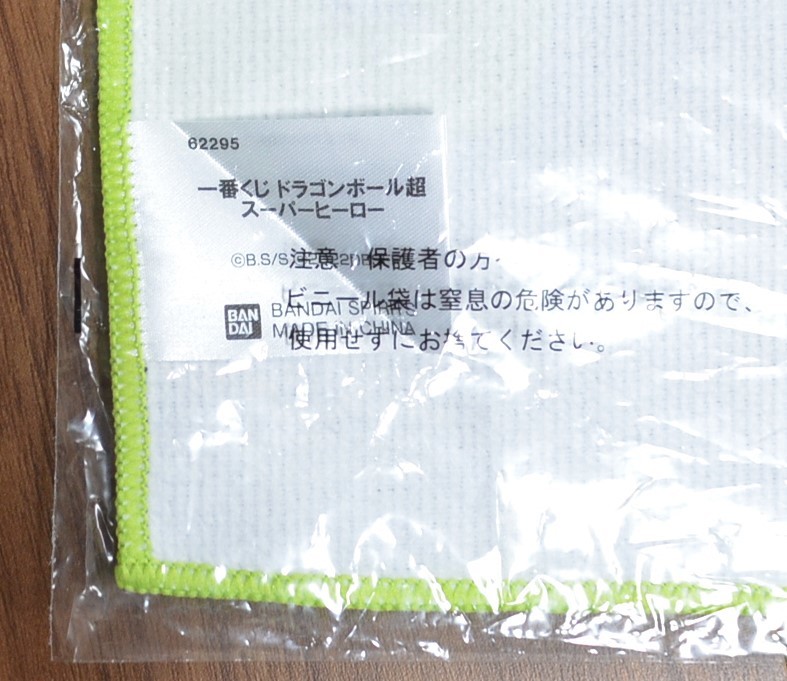 62295
一番くじ ドラゴンボール超
スーパーヒーロー
©B.S/S
注意 保護者の方
BAN
DAI
BANDAI SPIRITS
MADE IN CHINA
ビニール袋は窒息の危険がありますので、
使用せずにお捨てください。